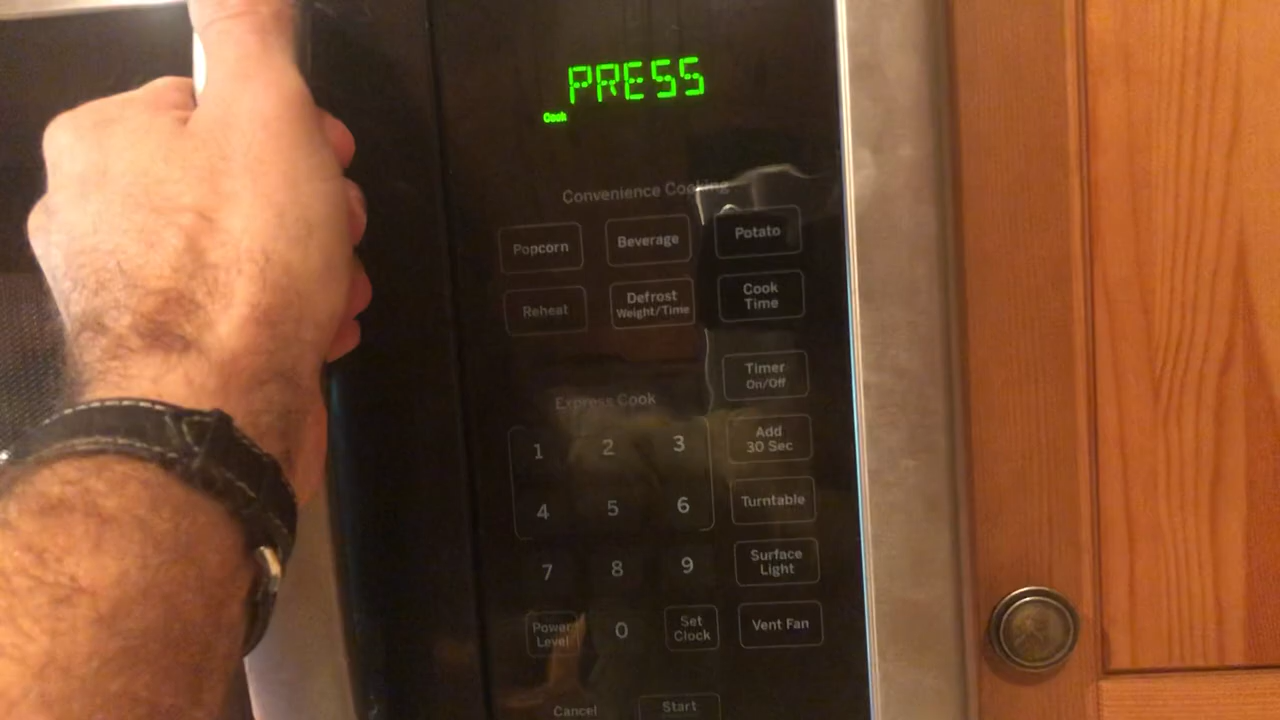 PRESS
Cook
Convenience Cooking
Popcorn
Beverage
Potato
Reheat
Defrost
Weight/Time
Cook
Time
Timer
On/Off
Express Cook
1 2 3
Add
30 Sec
4 5 6
Turntable
7 8 9
Surface
Light
Power
Level
0
Set
Clock
Vent Fan
Cancel
Start